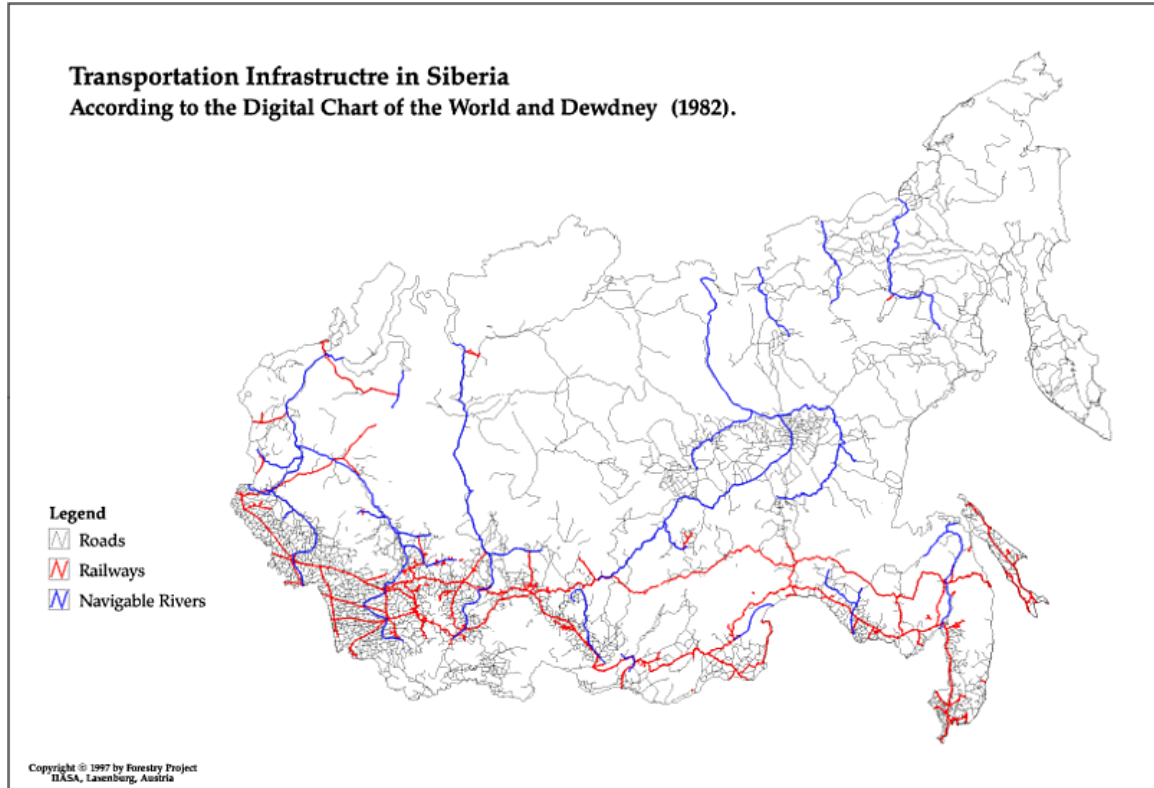 Transportation Infrastructre in Siberia
According to the Digital Chart of the World and Dewdney (1982).
Legend
Roads
Railways
Navigable Rivers
Copyright © 1997 by Forestry Project
IIASA, Laxenburg, Austria